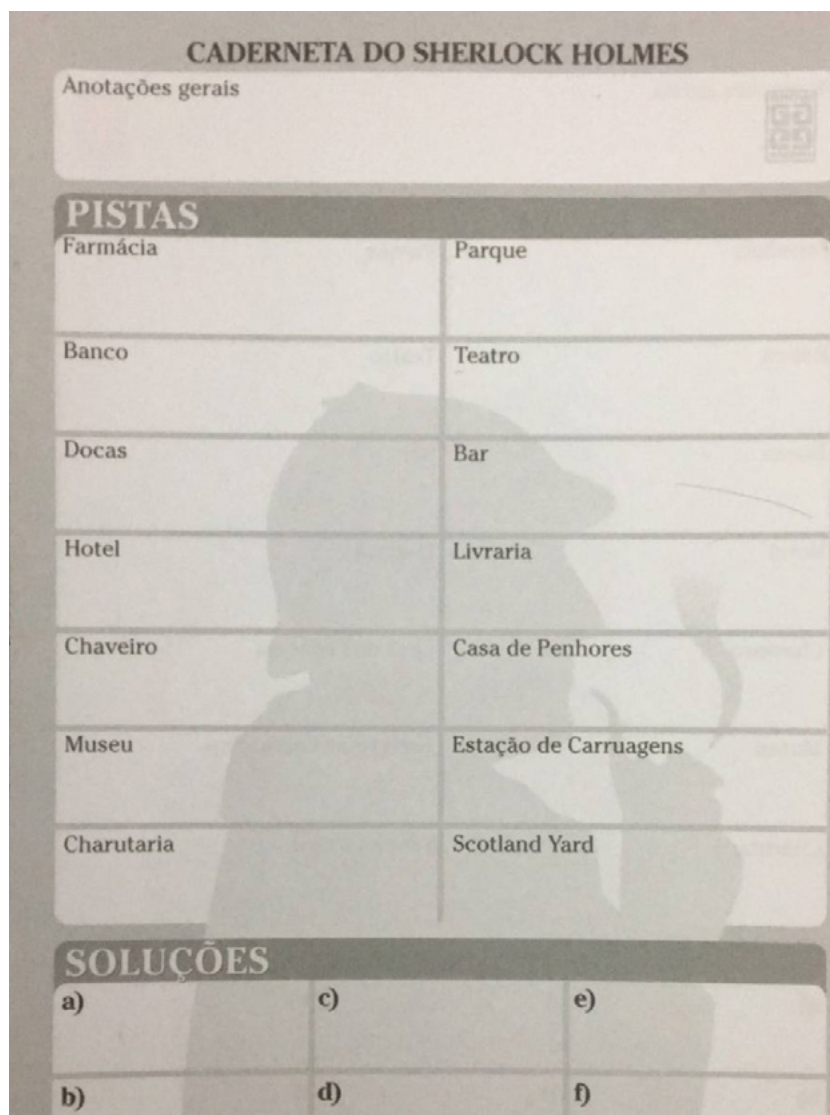 CADERNETA DO SHERLOCK HOLMES
Anotações gerais
PISTAS
Farmácia
Parque
Banco
Teatro
Docas
Bar
Hotel
Livraria
Chaveiro
Casa de Penhores
Museu
Estação de Carruagens
Charutaria
Scotland Yard
SOLUÇÕES
a)
c)
e)
b)
d)
f)